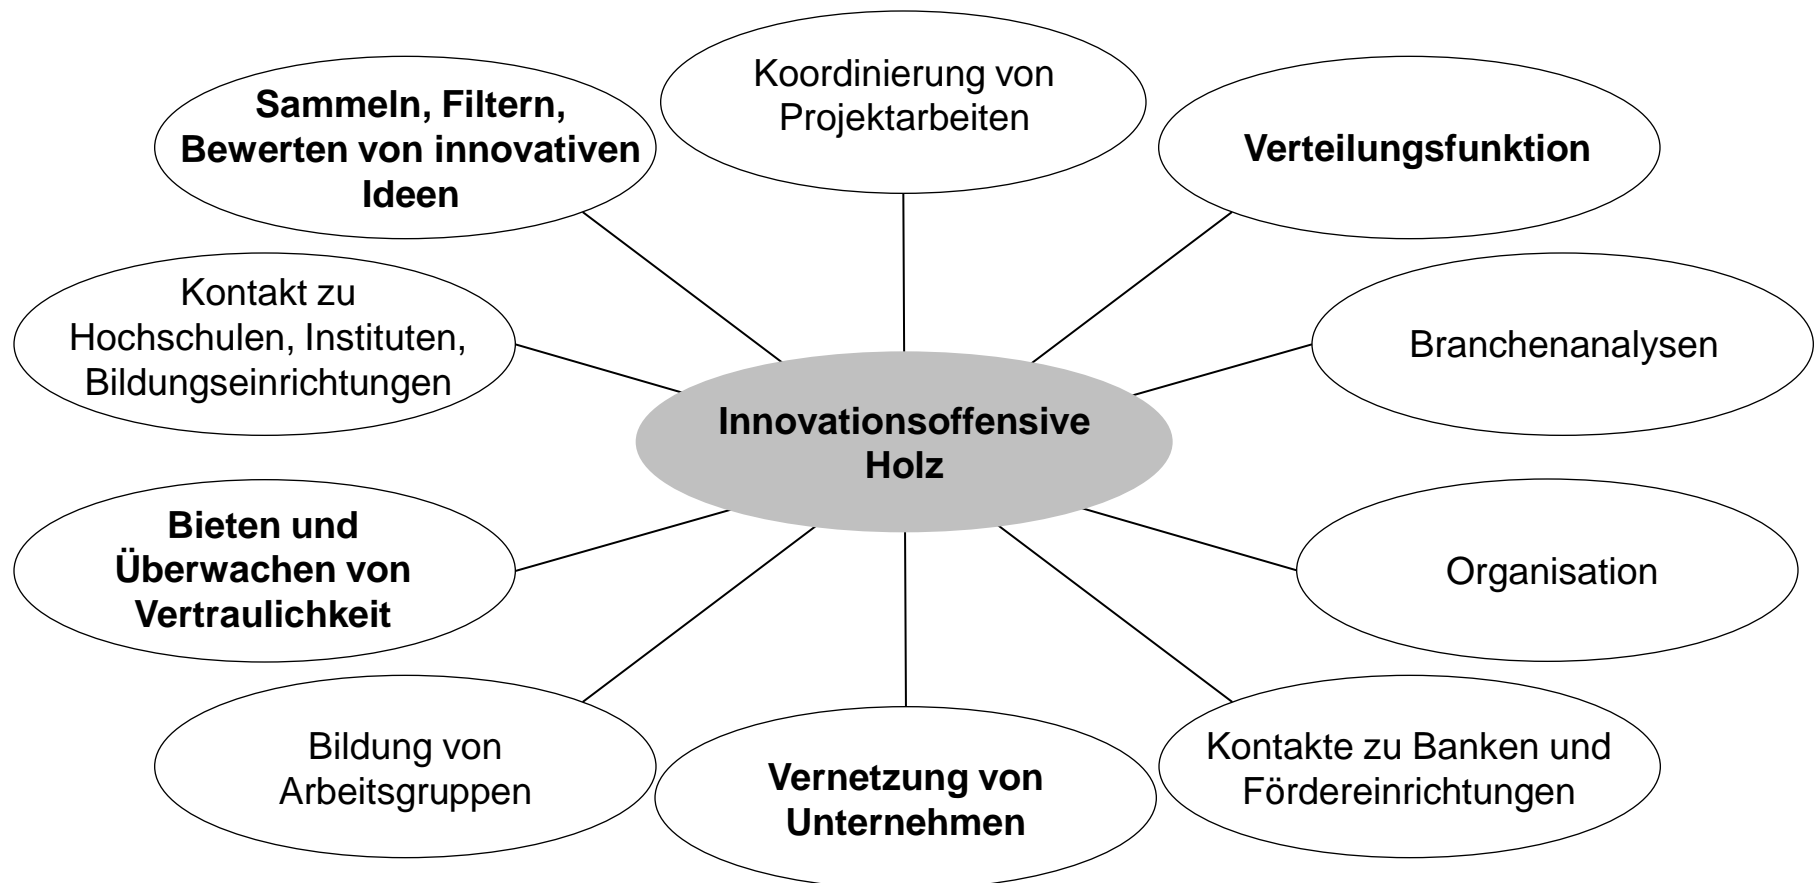 Koordinierung von
Projektarbeiten
Sammeln, Filtern,
Bewerten von innovativen
Ideen
Verteilungsfunktion
Kontakt zu
Hochschulen, Instituten,
Bildungseinrichtungen
Branchenanalysen
Innovationsoffensive
Holz
Bieten und
Überwachen von
Vertraulichkeit
Organisation
Bildung von
Arbeitsgruppen
Vernetzung von
Unternehmen
Kontakte zu Banken und
Fördereinrichtungen